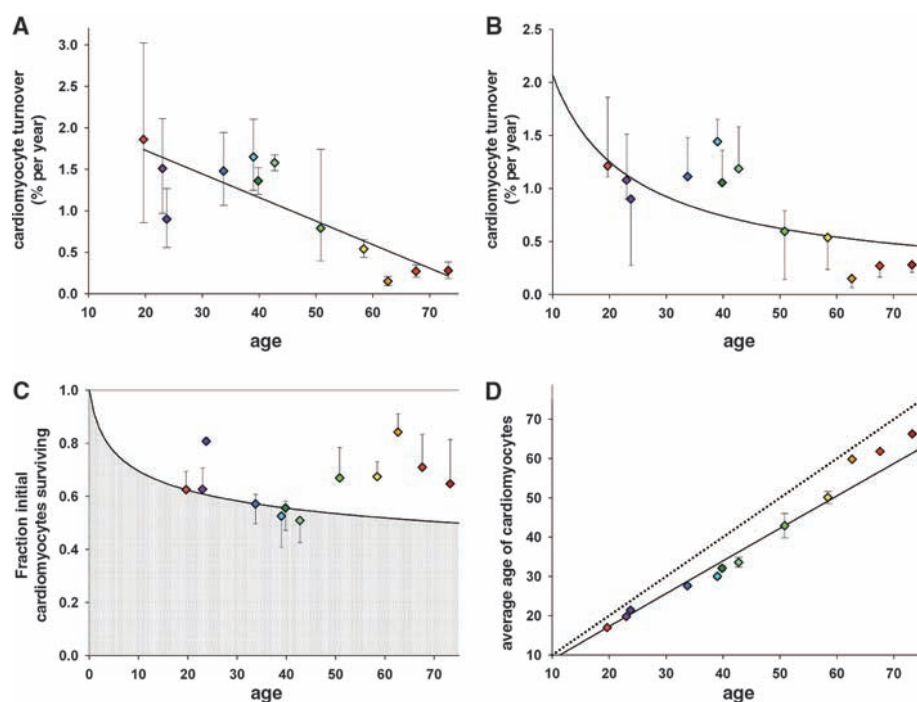 A
cardiomyocyte turnover
(% per year)
3.0
2.5
2.0
1.5
1.0
0.5
0.0
10 20 30 40 50 60 70
age
B
cardiomyocyte turnover
(% per year)
2.5
2.0
1.5
1.0
0.5
0.0
10 20 30 40 50 60 70
age
C
Fraction initial
cardiomyocytes surviving
1.0
0.8
0.6
0.4
0.2
0.0
0 10 20 30 40 50 60 70
age
D
average age of cardiomyocytes
70
60
50
40
30
20
10
10 20 30 40 50 60 70
age